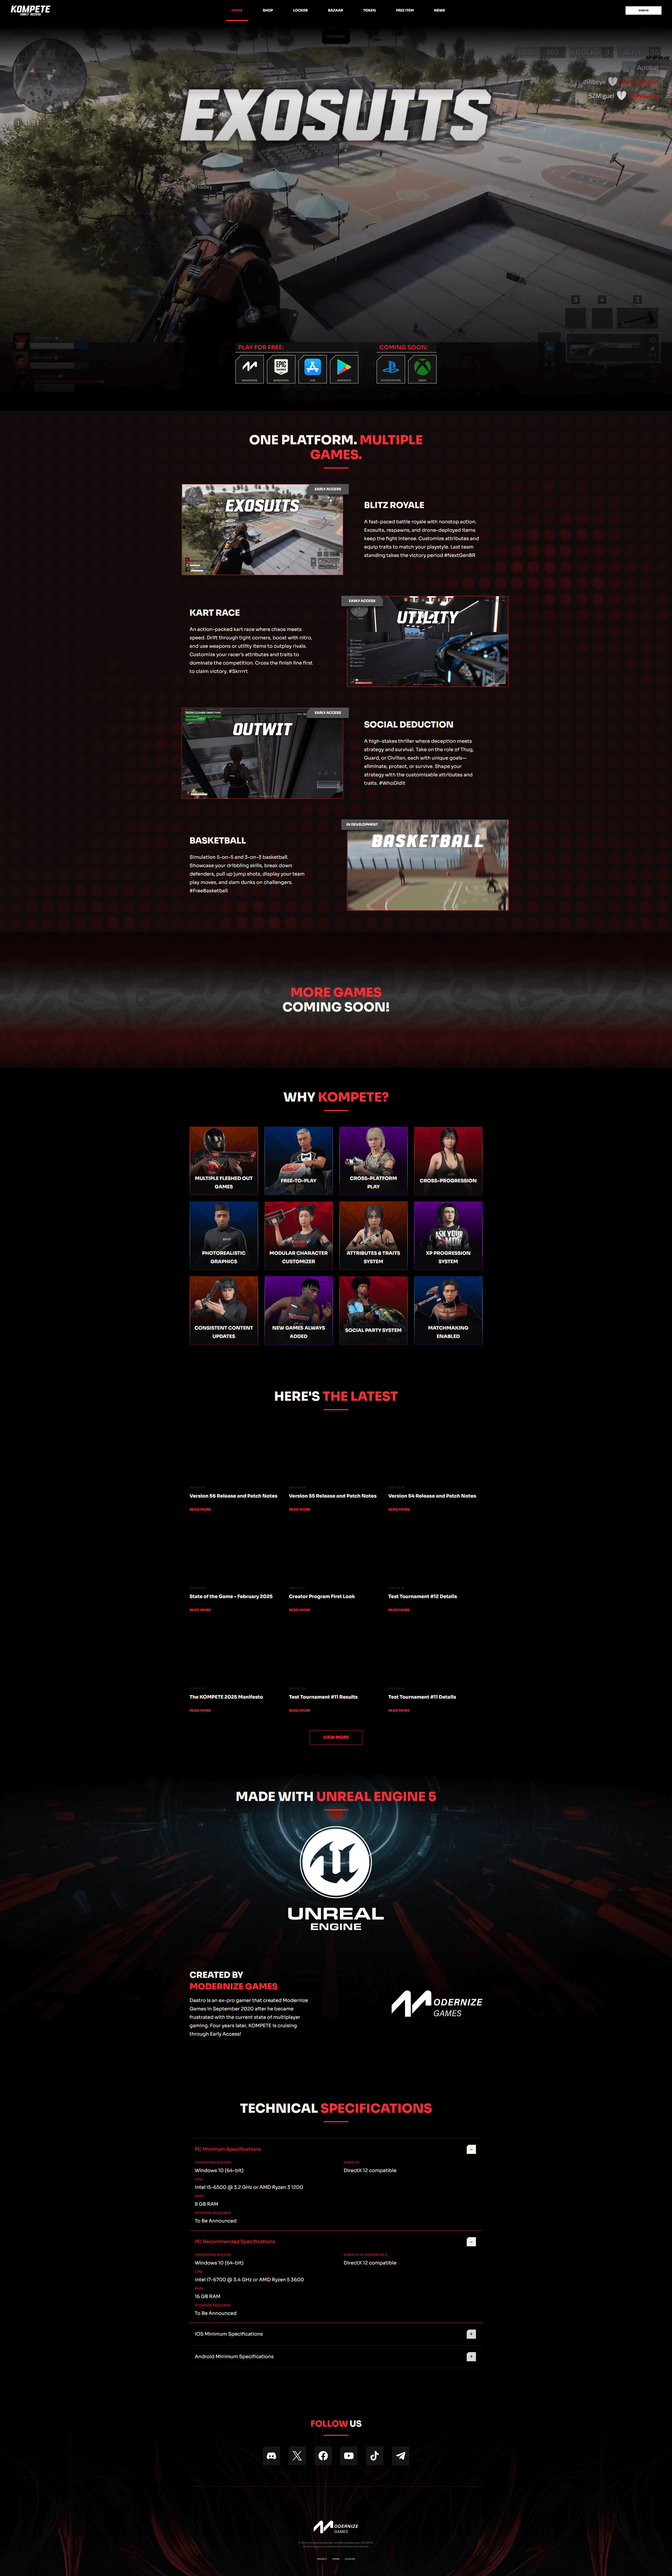 KOMPETE
EARLY ACCESS
HOME
SHOP
LOCKER
BAZAAR
TOKEN
FREE ITEM
NEWS
SIGN IN
EXOSUITS
SZMiguel
PLAY FOR FREE:
COMING SOON:
EPIC
GAMES
ONE PLATFORM. MULTIPLE
GAMES.
EARLY ACCESS
EXOSUITS
BLITZ ROYALE
A fast-paced battle royale with nonstop action.
Exosuits, respawns, and drone-deployed items
keep the fight intense. Customize attributes and
equip traits to match your playstyle. Last team
standing takes the victory period #NextGenBR
KART RACE
An action-packed kart race where chaos meets
speed. Drift through tight corners, boost with nitro,
and use weapons or utility items to outplay rivals.
Customize your racer's attributes and traits to
dominate the competition. Cross the finish line first
to claim victory. #Skrrrt
EARLY ACCESS
UTILITY
EARLY ACCESS
OUTWIT
SOCIAL DEDUCTION
A high-stakes thriller where deception meets
strategy and survival. Take on the role of Thug,
Guard, or Civilian, each with unique goals—
eliminate, protect, or survive. Shape your
strategy with the customizable attributes and
traits. #WhoDidIt
BASKETBALL
Simulation 5-on-5 and 3-on-3 basketball.
Showcase your dribbling skills, break down
defenders, pull up jump shots, display your team
play moves, and slam dunks on challengers.
#FreeBasketball
IN DEVELOPMENT
BASKETBALL
MORE GAMES
COMING SOON!
WHY KOMPETE?
MULTIPLE FLESHED OUT
GAMES
FREE-TO-PLAY
CROSS-PLATFORM
PLAY
CROSS-PROGRESSION
PHOTOREALISTIC
GRAPHICS
MODULAR CHARACTER
CUSTOMIZER
ATTRIBUTES & TRAITS
SYSTEM
ASK YOUR
MOM
XP PROGRESSION
SYSTEM
CONSISTENT CONTENT
UPDATES
NEW GAMES ALWAYS
ADDED
SOCIAL PARTY SYSTEM
MATCHMAKING
ENABLED
HERE'S THE LATEST
Version 56 Release and Patch Notes
READ MORE
Version 55 Release and Patch Notes
READ MORE
Version 54 Release and Patch Notes
READ MORE
State of the Game - February 2025
READ MORE
Creator Program First Look
READ MORE
Test Tournament #12 Details
READ MORE
The KOMPETE 2025 Manifesto
READ MORE
Test Tournament #11 Results
READ MORE
Test Tournament #11 Details
READ MORE
VIEW MORE
MADE WITH UNREAL ENGINE 5
UNREAL
ENGINE
CREATED BY
MODERNIZE GAMES
Dastro is an ex-pro gamer that created Modernize
Games in September 2020 after he became
frustrated with the current state of multiplayer
gaming. Four years later, KOMPETE is cruising
through Early Access!
MODERNIZE
GAMES
TECHNICAL SPECIFICATIONS
PC Minimum Specifications
OPERATING SYSTEM
Windows 10 (64-bit)
CPU
Intel i5-6500 @ 3.2 GHz or AMD Ryzen 3 1200
RAM
8 GB RAM
STORAGE REQUIRED
To Be Announced
DIRECTX
DirectX 12 compatible
PC Recommended Specifications
OPERATING SYSTEM
Windows 10 (64-bit)
CPU
Intel i7-6700 @ 3.4 GHz or AMD Ryzen 5 3600
RAM
16 GB RAM
STORAGE REQUIRED
To Be Announced
DirectX 12 compatible
iOS Minimum Specifications
Android Minimum Specifications
FOLLOW US
MODERNIZE
GAMES